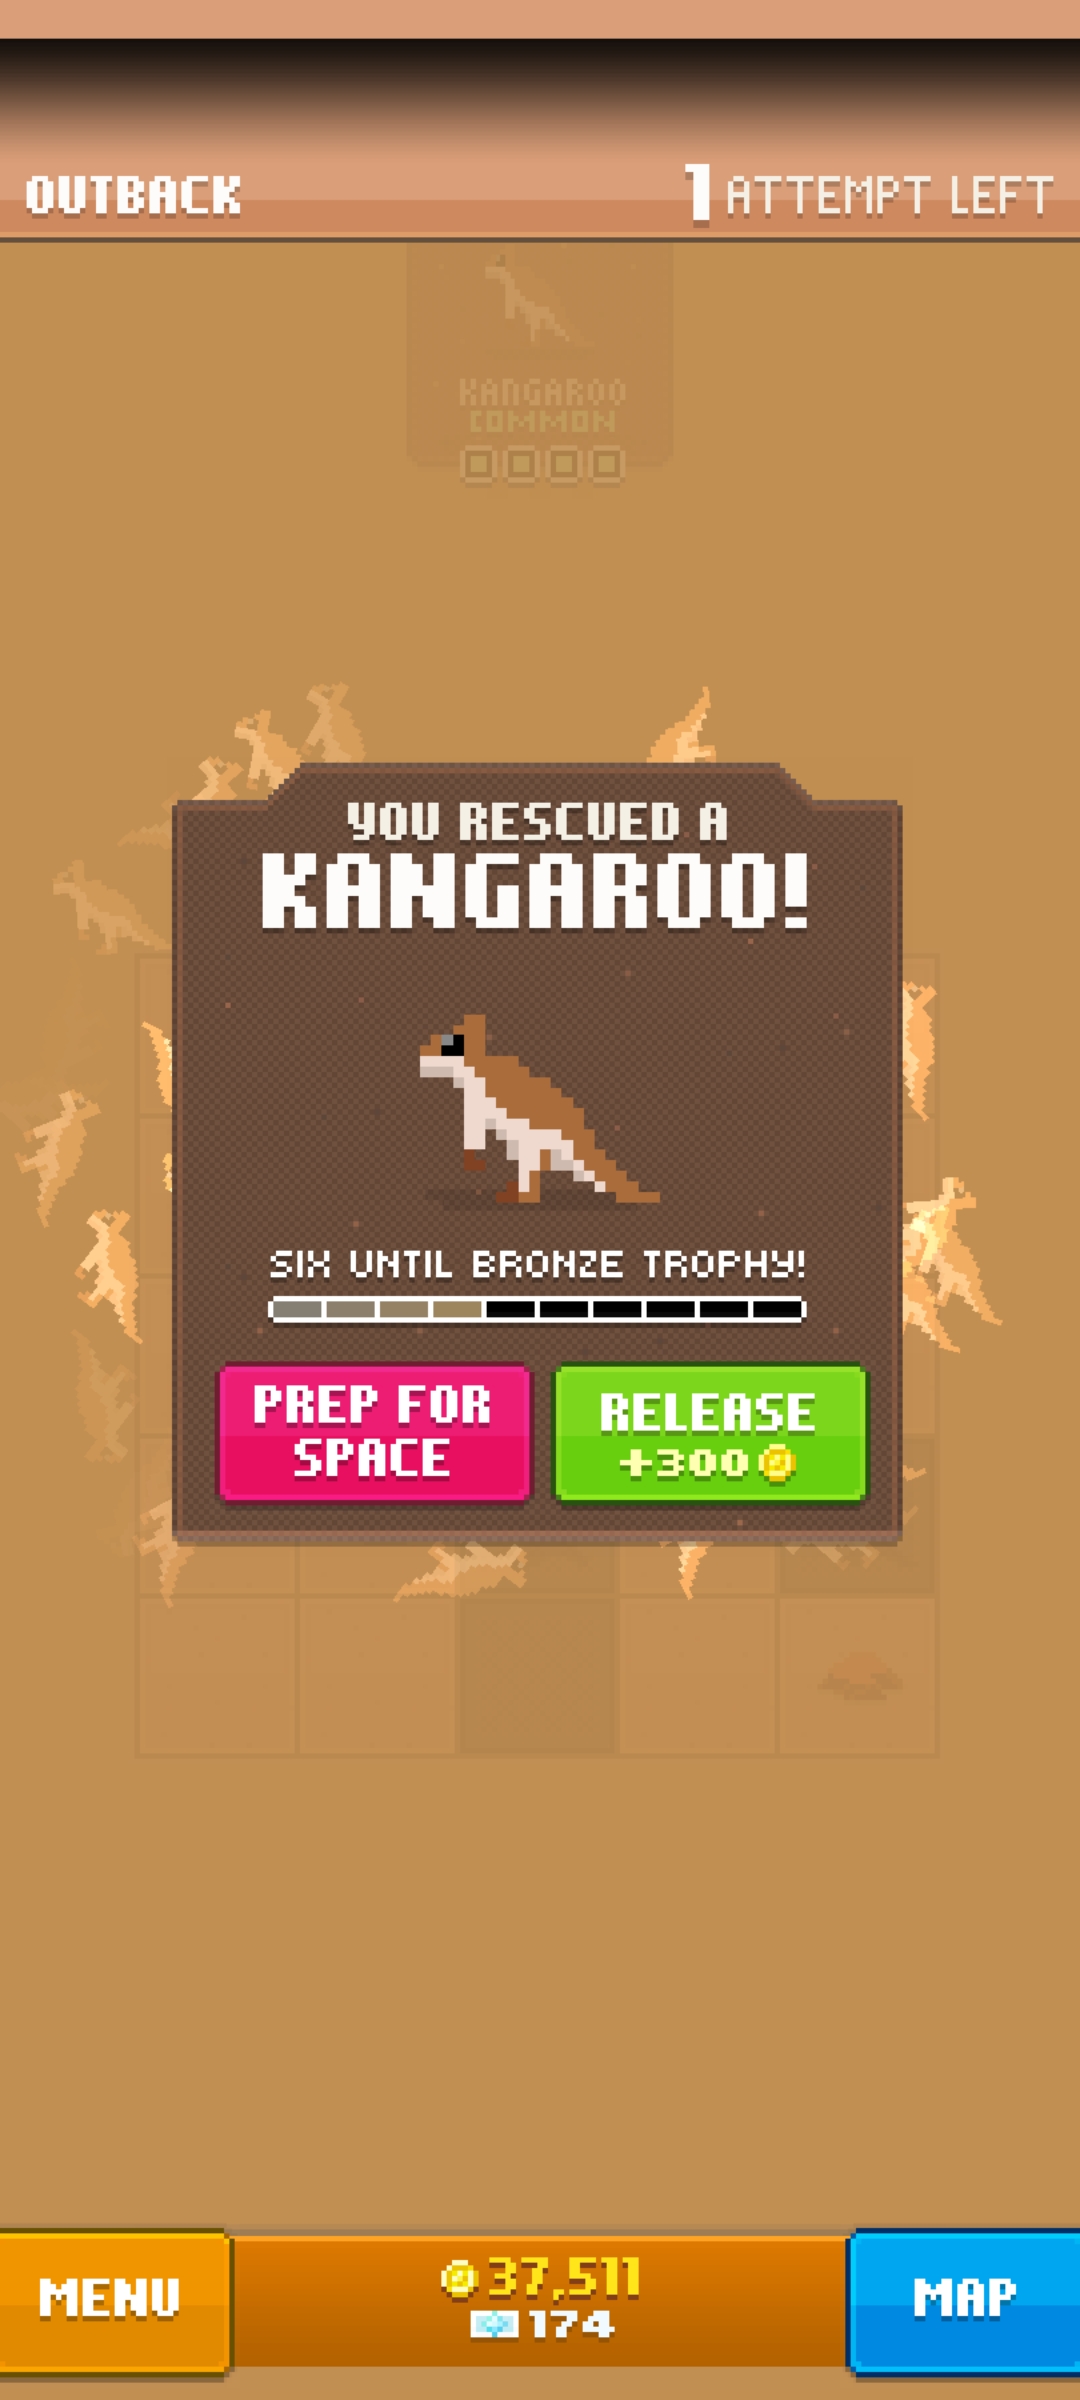 OUTBACK
1 ATTEMPT LEFT
KANGAROO
COMMON
YOU RESCUED A
KANGAROO!
SIX UNTIL BRONZE TROPHY!
PREP FOR
SPACE
RELEASE
+300
MENU
37,511
174
MAP